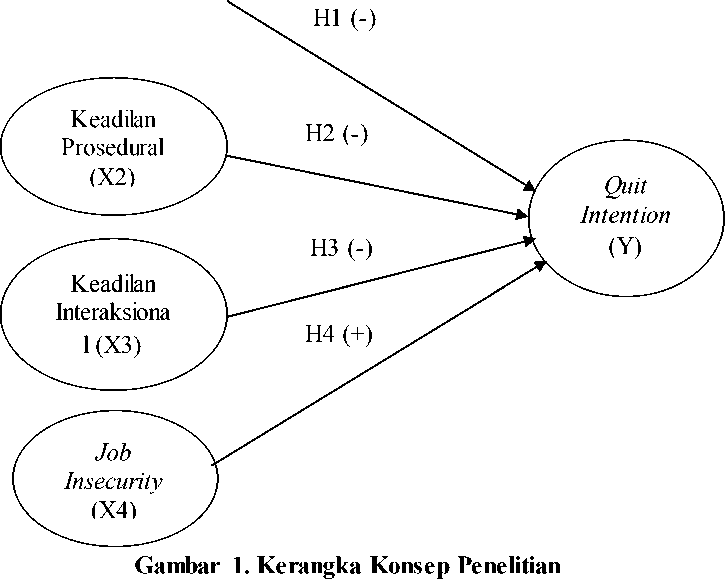 H1 (-)
Keadilan
Prosedural
(X2)
H2 (-)
Quit
Intention
(Y)
Keadilan
Interaksiona
l (X3)
H3 (-)
H4 (+)
Job
Insecurity
(X4)
Gambar 1. Kerangka Konsep Penelitian